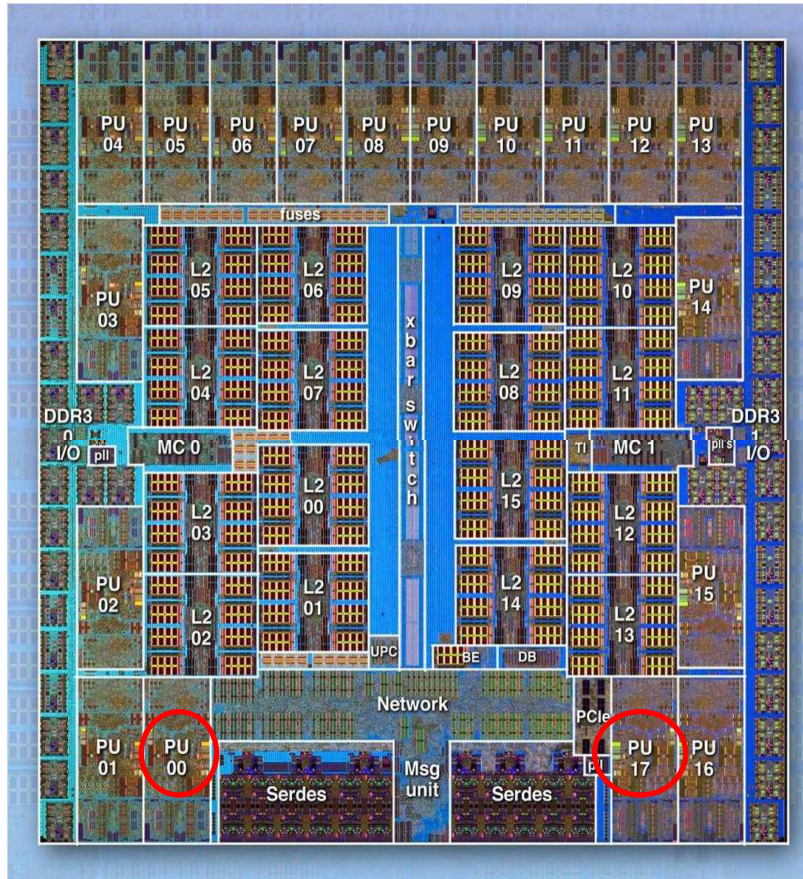 PU PU PU PU PU PU PU PU PU PU
04 05 06 07 08 09 10 11 12 13
fuses
L2 L2 L2 L2
05 06 09 10
PU
03
PU
14
xbar switch
L2 L2 L2 L2
04 07 08 11
DDR3
0
I/O
pll
MC 0
TI
MC 1
pll's
DDR3
1
I/O
L2 L2 L2 L2
03 00 15 12
PU
02
PU
15
L2 L2 L2 L2
02 01 14 13
UPC
BE
DB
Network
PCIe
PU PU
01 00
Msg
unit
Serdes
Serdes
PU PU
17 16